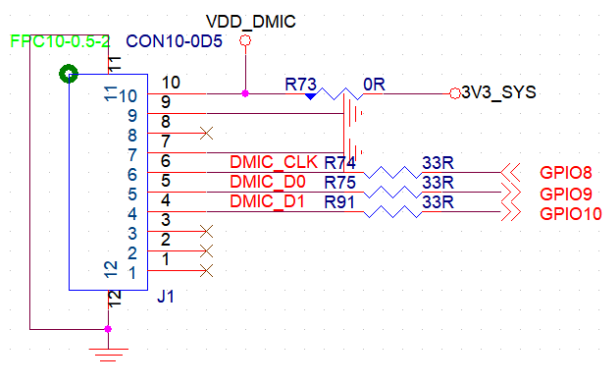 VDD_DMIC
FPC10-0.5-2 CON10-0D5
11
11
10 10 R73 0R 3V3_SYS
9 9
8 8
7 7
6 6 DMIC_CLK R74 33R GPIO8
5 5 DMIC_D0 R75 33R GPIO9
4 4 DMIC_D1 R91 33R GPIO10
3 3
2 2
1 1
12
12
J1